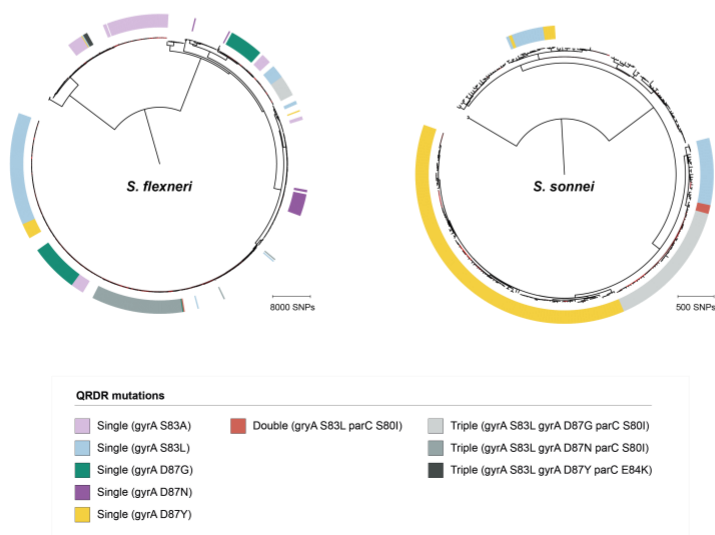 S. flexneri
S. sonnei
8000 SNPs
500 SNPs
QRDR mutations
Single (gyrA S83A)
Single (gyrA S83L)
Single (gyrA D87G)
Single (gyrA D87N)
Single (gyrA D87Y)
Double (gryA S83L parC S80I)
Triple (gyrA S83L gyrA D87G parC S80I)
Triple (gyrA S83L gyrA D87N parC S80I)
Triple (gyrA S83L gyrA D87Y parC E84K)